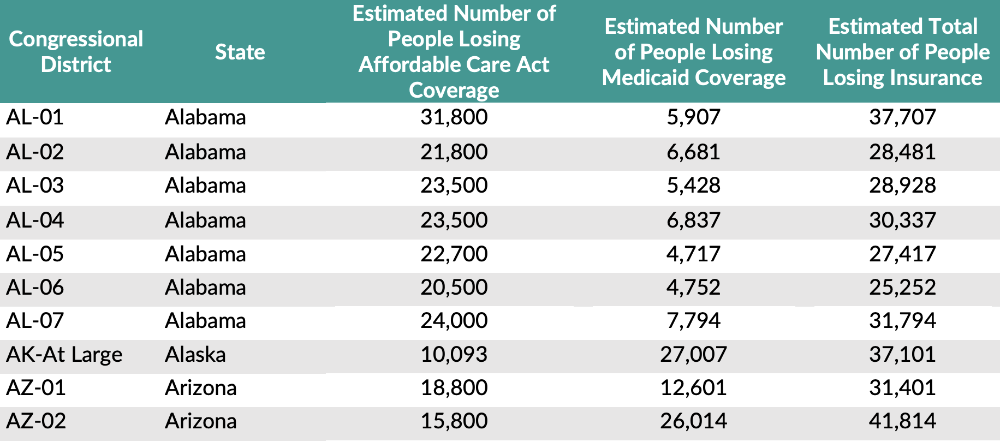 Congressional District State Estimated Number of People Losing Affordable Care Act Coverage Estimated Number of People Losing Medicaid Coverage Estimated Total Number of People Losing Insurance
AL-01 Alabama 31,800 5,907 37,707
AL-02 Alabama 21,800 6,681 28,481
AL-03 Alabama 23,500 5,428 28,928
AL-04 Alabama 23,500 6,837 30,337
AL-05 Alabama 22,700 4,717 27,417
AL-06 Alabama 20,500 4,752 25,252
AL-07 Alabama 24,000 7,794 31,794
AK-At Large Alaska 10,093 27,007 37,101
AZ-01 Arizona 18,800 12,601 31,401
AZ-02 Arizona 15,800 26,014 41,814